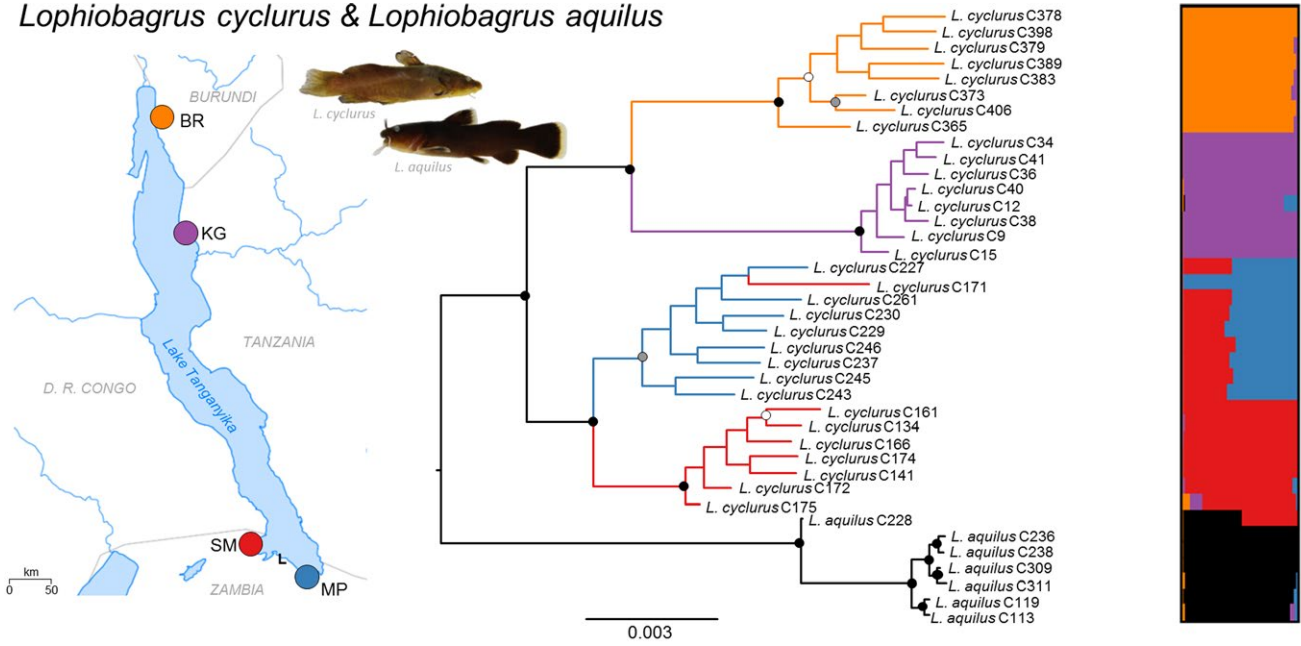 Lophiobagrus cyclurus & Lophiobagrus aquilus
BURUNDI
BR
KG
TANZANIA
D. R. CONGO
Lake Tanganyika
SM
L
ZAMBIA
MP
km
0 50
L. cyclurus
L. aquilus
L. cyclurus C378
L. cyclurus C398
L. cyclurus C379
L. cyclurus C389
L. cyclurus C383
L. cyclurus C373
L. cyclurus C406
L. cyclurus C365
L. cyclurus C34
L. cyclurus C41
L. cyclurus C36
L. cyclurus C40
L. cyclurus C12
L. cyclurus C38
L. cyclurus C9
L. cyclurus C15
L. cyclurus C227
L. cyclurus C171
L. cyclurus C261
L. cyclurus C230
L. cyclurus C229
L. cyclurus C246
L. cyclurus C237
L. cyclurus C245
L. cyclurus C243
L. cyclurus C161
L. cyclurus C134
L. cyclurus C166
L. cyclurus C174
L. cyclurus C141
L. cyclurus C172
L. cyclurus C175
L. aquilus C228
L. aquilus C236
L. aquilus C238
L. aquilus C309
L. aquilus C311
L. aquilus C119
L. aquilus C113
0.003